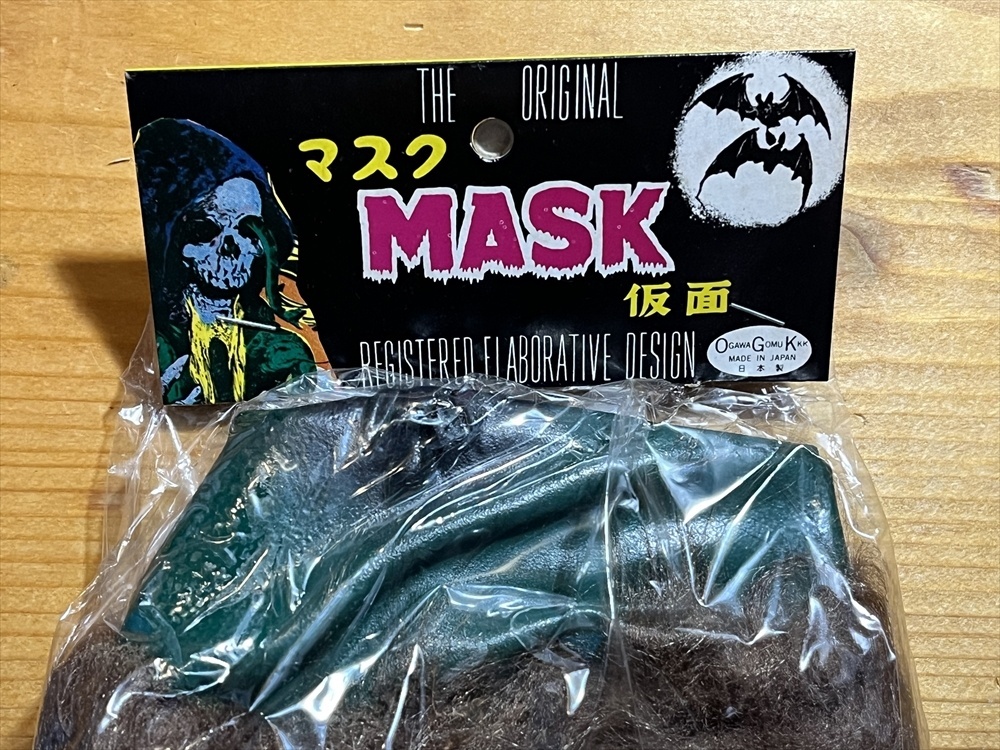 THE ORIGINAL
マスク
MASK
仮面
REGISTERED ELABORATIVE DESIGN
OGAWA GOMU K KK
MADE IN JAPAN
日本製